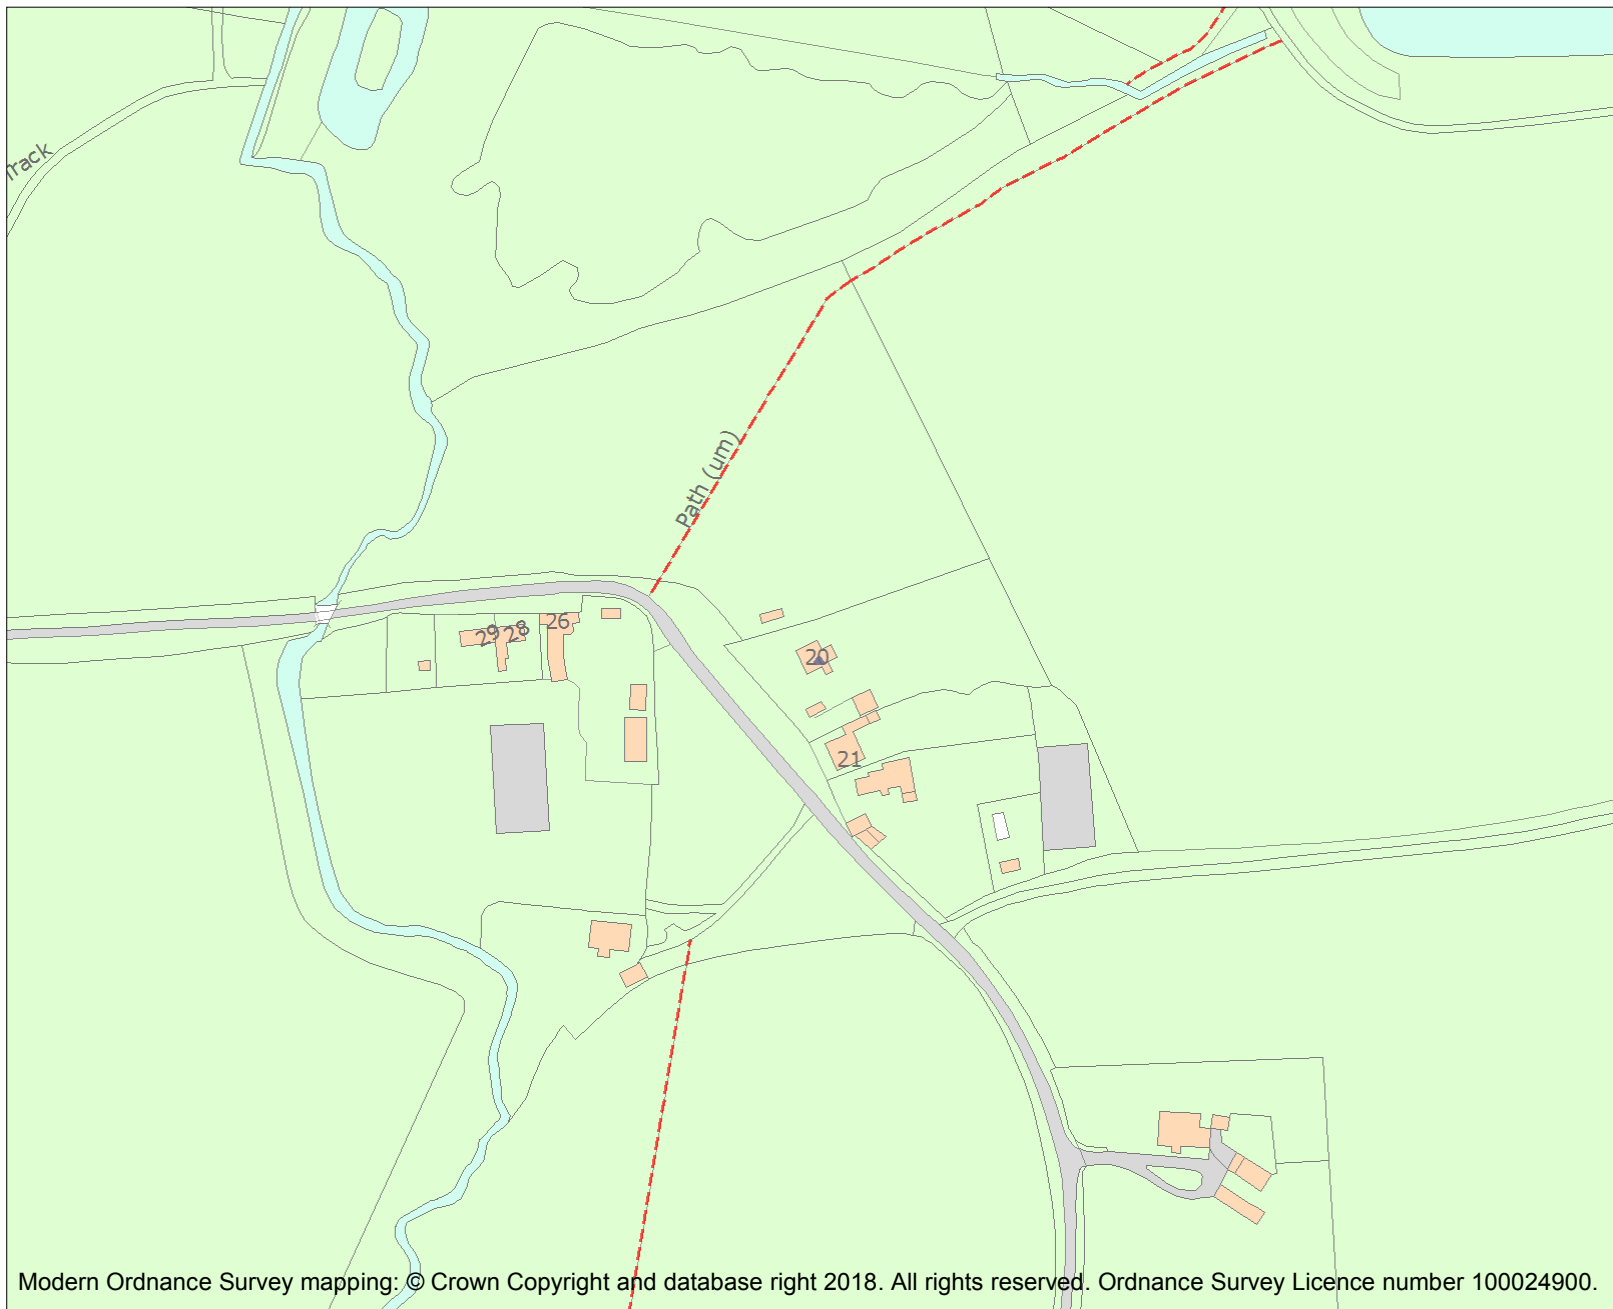 Track
Path (um)
29
28
26
20
21
Modern Ordnance Survey mapping: © Crown Copyright and database right 2018. All rights reserved. Ordnance Survey Licence number 100024900.